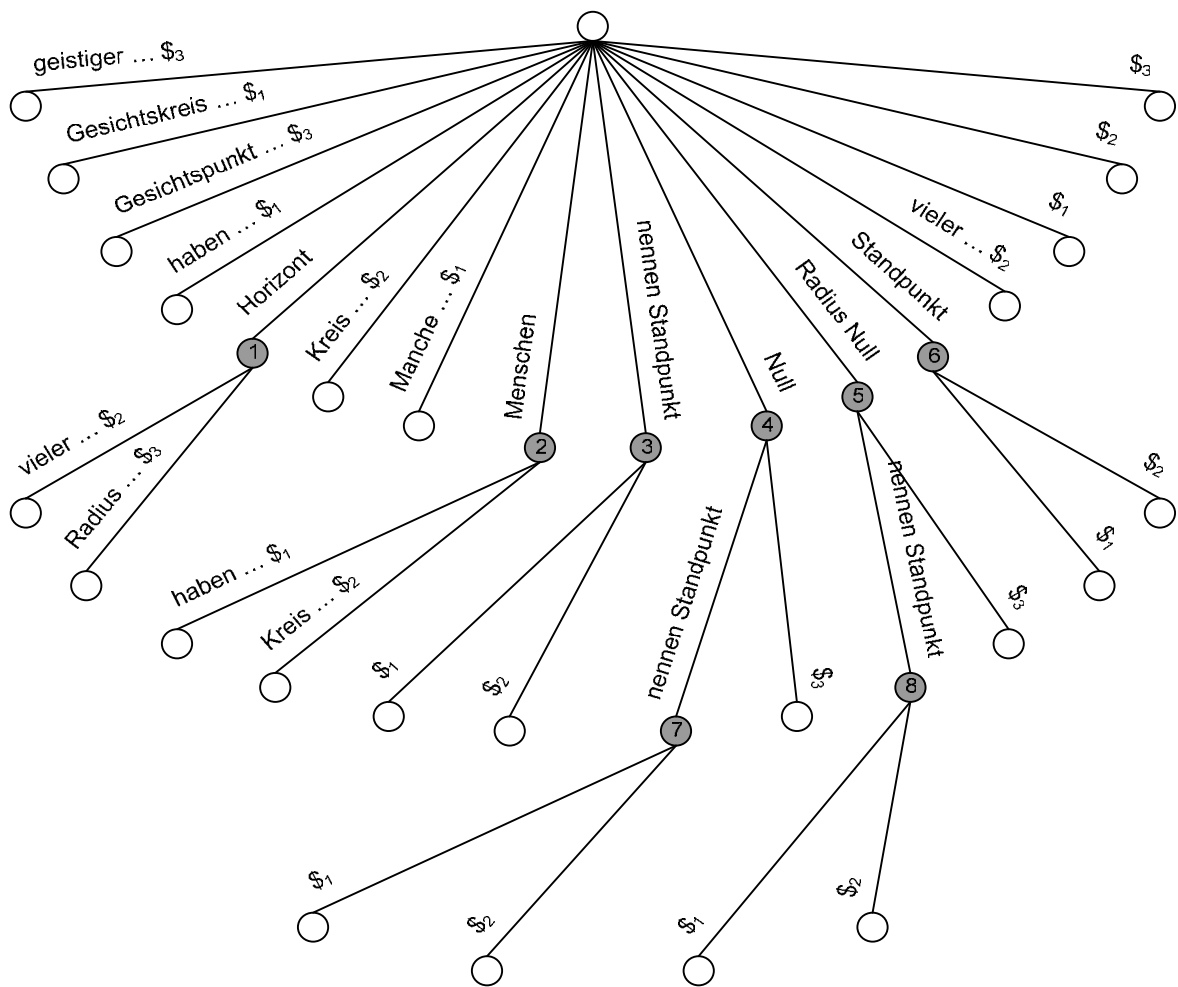 geistiger … $3
Gesichtskreis … $1
Gesichtspunkt … $3
haben … $1
Horizont
Kreis … $2
Manche … $1
Menschen
nennen Standpunkt
Null
Radius Null
Standpunkt
vieler … $2
$1
$2
$3
1
2
3
4
5
6
vieler … $2
Radius … $3
haben … $1
Kreis … $2
$1
$2
nennen Standpunkt
$3
nennen Standpunkt
$3
$1
$2
7
8
$1
$2
$1
$2